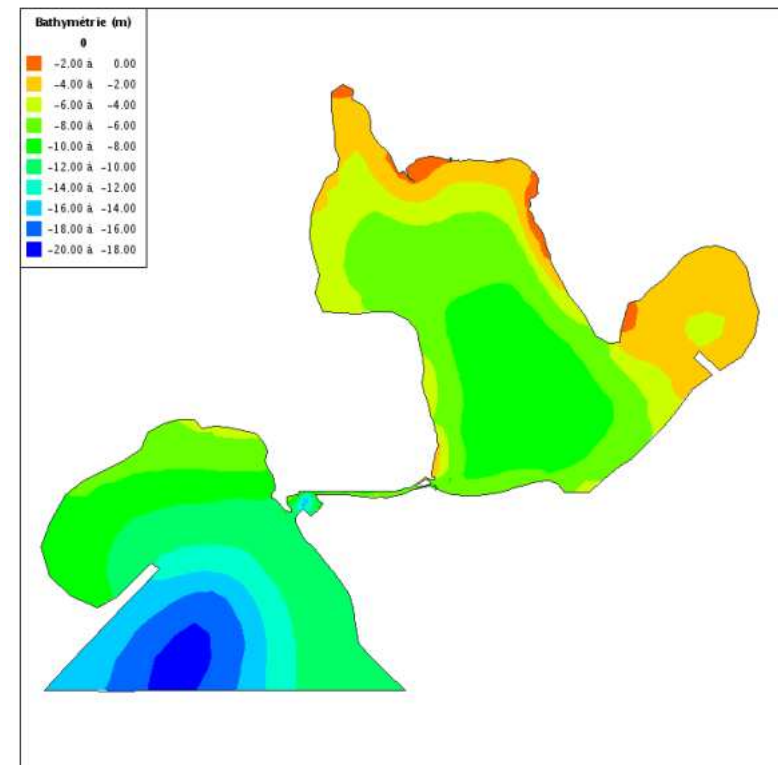 Bathymétrie (m)
0
-2.00 à 0.00
-4.00 à -2.00
-6.00 à -4.00
-8.00 à -6.00
-10.00 à -8.00
-12.00 à -10.00
-14.00 à -12.00
-16.00 à -14.00
-18.00 à -16.00
-20.00 à -18.00